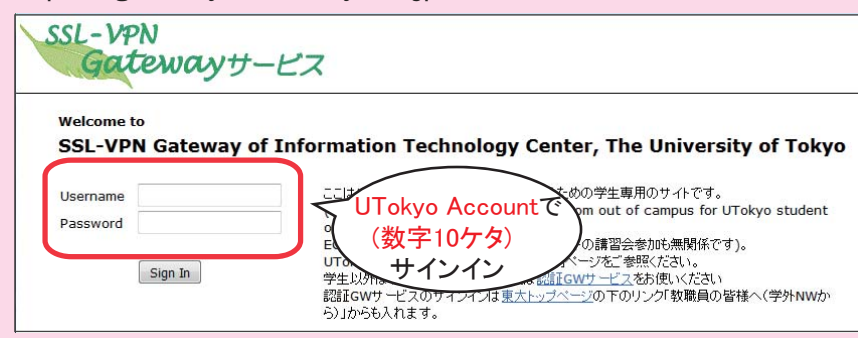 SSL-VPN
Gatewayサービス
Welcome to
SSL-VPN Gateway of Information Technology Center, The University of Tokyo
Username
Password
Sign In
UTokyo Accountで
(数字10ケタ)
サインイン
ための学生専用のサイトです。
out of campus for UTokyo student
の講習会参加も無関係です)。
ページをご参照ください。
学生以外は
認証GWサービスをお使いください
認証GWサービスのサインインは東大トップページの下のリンク「教職員の皆様へ(学外NWか
ら)」からも入れます。